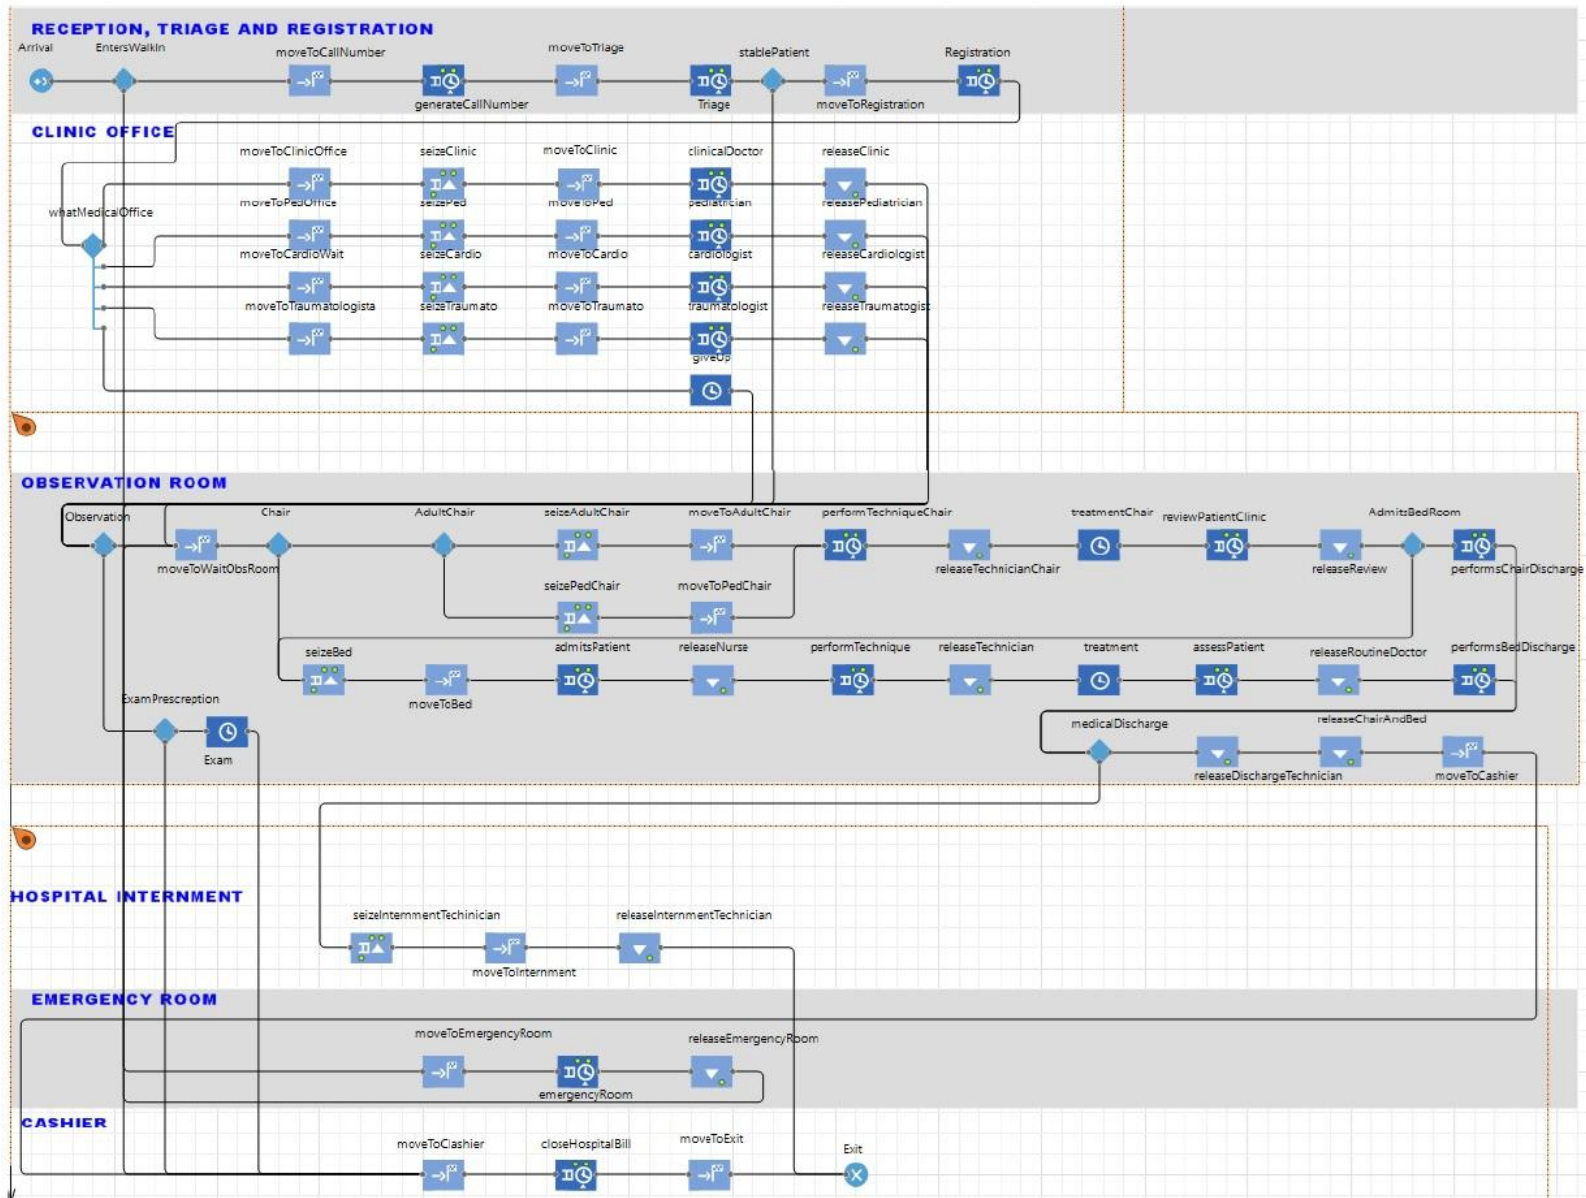 RECEPTION, TRIAGE AND REGISTRATION
Arrival
EntersWalkIn
moveToCallNumber
moveToTriage
stablePatient
Registration
generateCallNumber
Triage
moveToRegistration
CLINIC OFFICE
moveToClinicOffice
seizeClinic
moveToClinic
clinicalDoctor
releaseClinic
whatMedicalOffice
moveToPedOffice
seizePed
moveToPed
pediatrician
releasePediatrician
moveToCardioWait
seizeCardio
moveToCardio
cardiologist
releaseCardiologist
moveToTraumatologista
seizeTraumato
moveToTraumato
traumatologist
releaseTraumatogist
giveUp
OBSERVATION ROOM
Observation
Chair
AdultChair
seizeAdultChair
moveToAdultChair
performTechniqueChair
treatmentChair
reviewPatientClinic
AdmitsBedRoom
moveToWaitObsRoom
releaseTechnicianChair
releaseReview
performsChairDischarge
seizePedChair
moveToPedChair
seizeBed
admitsPatient
releaseNurse
performTechnique
releaseTechnician
treatment
assessPatient
releaseRoutineDoctor
performsBedDischarge
moveToBed
ExamPrescreption
Exam
medicalDischarge
releaseChairAndBed
releaseDischargeTechnician
moveToCashier
HOSPITAL INTERNMENT
seizeInternmentTechinician
releaseInternmentTechnician
moveToInternment
EMERGENCY ROOM
moveToEmergencyRoom
releaseEmergencyRoom
emergencyRoom
CASHIER
moveToClashier
closeHospitalBill
moveToExit
Exit